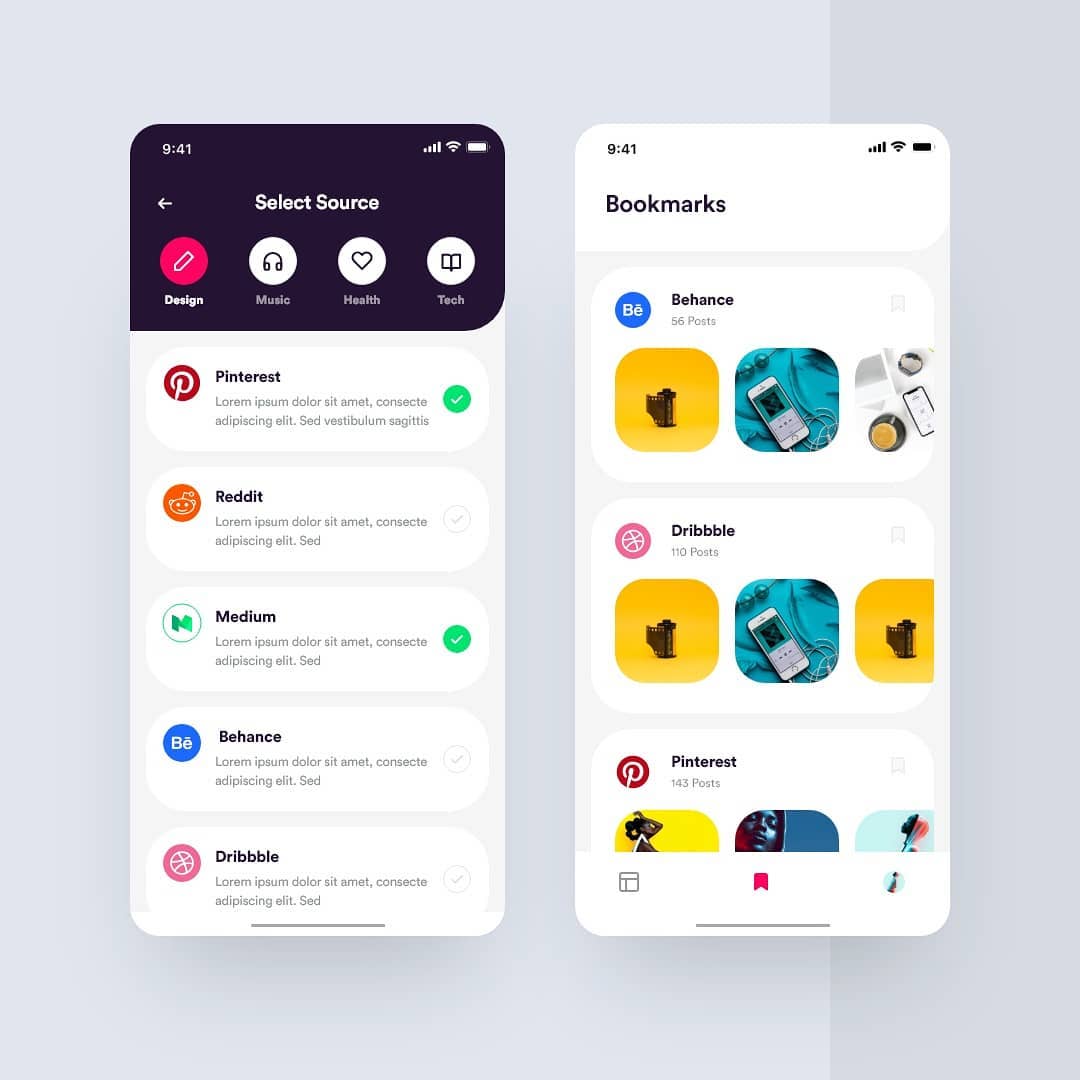 9:41
Select Source
Design
Music
Health
Tech
Pinterest
Lorem ipsum dolor sit amet, consecte
adipiscing elit. Sed vestibulum sagittis
Reddit
Lorem ipsum dolor sit amet, consecte
adipiscing elit. Sed
Medium
Lorem ipsum dolor sit amet, consecte
adipiscing elit. Sed
Bē
Behance
Lorem ipsum dolor sit amet, consecte
adipiscing elit. Sed
Dribbble
Lorem ipsum dolor sit amet, consecte
adipiscing elit. Sed
9:41
Bookmarks
Bē
Behance
56 Posts
Dribbble
110 Posts
Pinterest
143 Posts